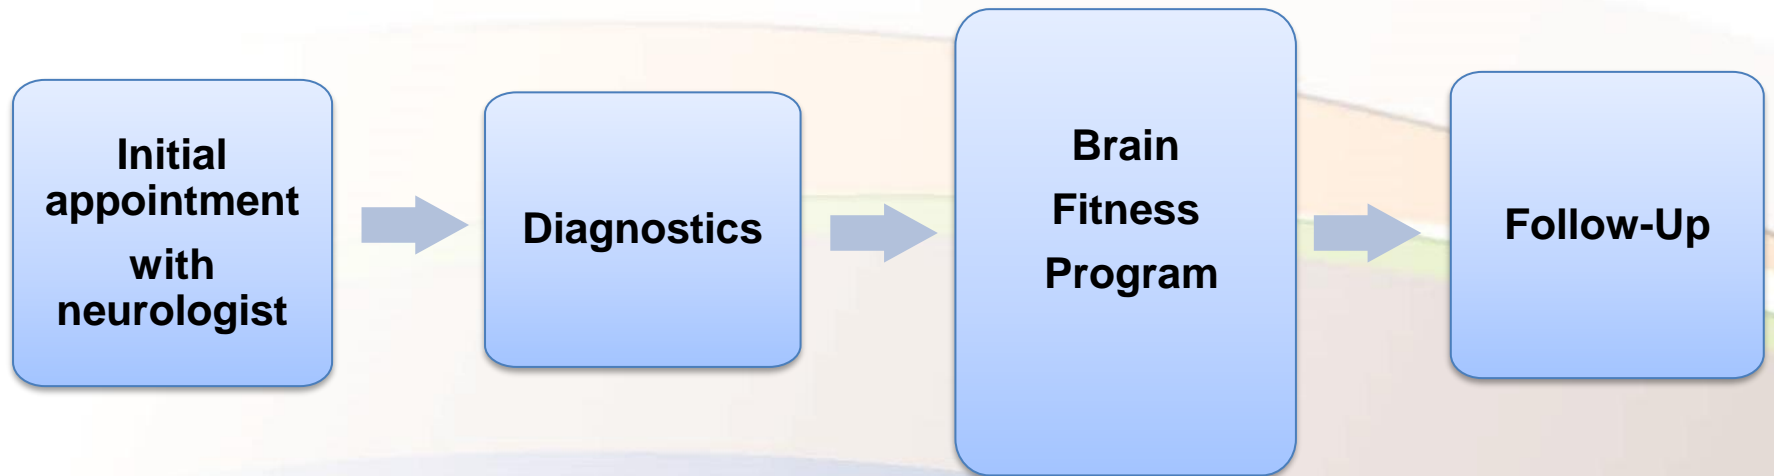 Initial
appointment
with
neurologist
Diagnostics
Brain
Fitness
Program
Follow-Up